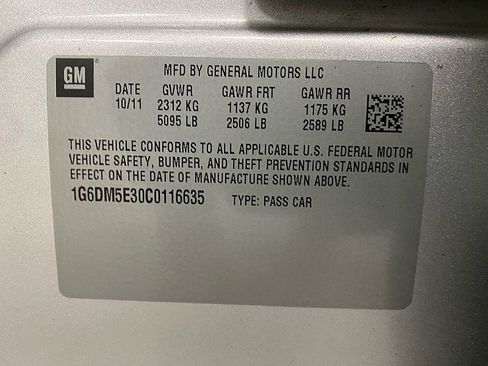 GM
MFD BY GENERAL MOTORS LLC
DATE GVWR GAWR FRT GAWR RR
10/11 2312 KG 1137 KG 1175 KG
5095 LB 2506 LB 2589 LB
THIS VEHICLE CONFORMS TO ALL APPLICABLE U.S. FEDERAL MOTOR
VEHICLE SAFETY, BUMPER, AND THEFT PREVENTION STANDARDS IN
EFFECT ON THE DATE OF MANUFACTURE SHOWN ABOVE.
1G6DM5E30C0116635 TYPE: PASS CAR